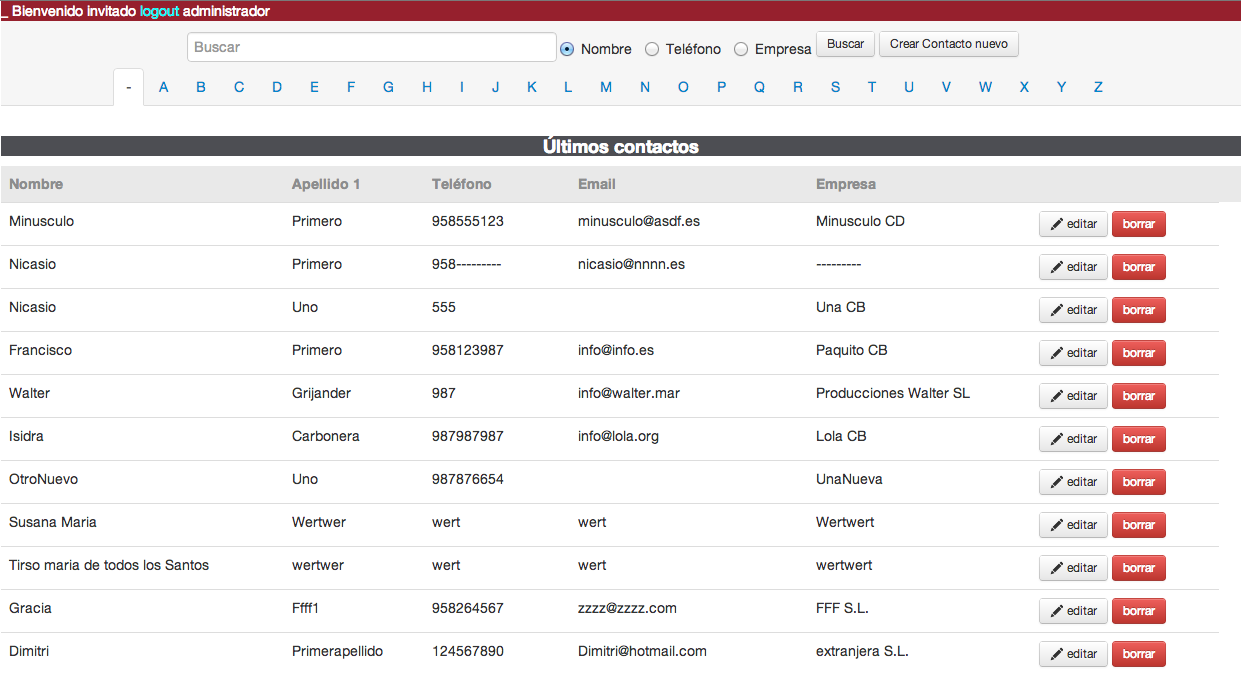 _ Bienvenido invitado logout administrador
Buscar Nombre Teléfono Empresa Buscar Crear Contacto nuevo
- A B C D E F G H I J K L M N O P Q R S T U V W X Y Z
Últimos contactos
Nombre Apellido 1 Teléfono Email Empresa
Minusculo Primero 958555123 minusculo@asdf.es Minusculo CD editar borrar
Nicasio Primero 958--------- nicasio@nnnn.es --------- editar borrar
Nicasio Uno 555 Una CB editar borrar
Francisco Primero 958123987 info@info.es Paquito CB editar borrar
Walter Grijander 987 info@walter.mar Producciones Walter SL editar borrar
Isidra Carbonera 987987987 info@lola.org Lola CB editar borrar
OtroNuevo Uno 987876654 UnaNueva editar borrar
Susana Maria Wertwer wert wert Wertwert editar borrar
Tirso maria de todos los Santos wertwer wert wert wertwert editar borrar
Gracia Ffff1 958264567 zzzz@zzzz.com FFF S.L. editar borrar
Dimitri Primerapellido 124567890 Dimitri@hotmail.com extranjera S.L. editar borrar